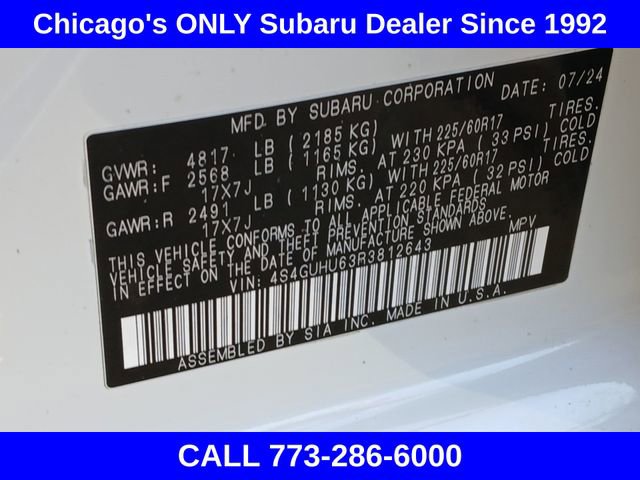 Chicago's ONLY Subaru Dealer Since 1992
MFD BY SUBARU CORPORATION DATE: 07/24
GVWR: 4817 LB (2185 KG)
GAWR:F 2568 LB (1165 KG) WITH 225/60R17 TIRES.
17X7J RIMS. AT 230 KPA (33 PSI) COLD
GAWR:R 2491 LB (1130 KG) WITH 225/60R17 TIRES.
17X7J RIMS. AT 220 KPA (32 PSI) COLD
THIS VEHICLE CONFORMS TO ALL APPLICABLE FEDERAL MOTOR
VEHICLE SAFETY AND THEFT PREVENTION STANDARDS
IN EFFECT ON THE DATE OF MANUFACTURE SHOWN ABOVE.
VIN: 4S4GUHU63R3812643 MPV
ASSEMBLED BY SIA INC. MADE IN U.S.A.
CALL 773-286-6000